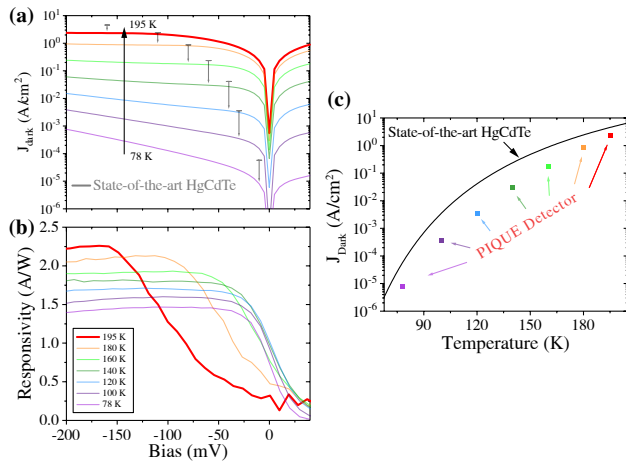 (a)
10^1
10^0
10^-1
10^-2
10^-3
10^-4
10^-5
10^-6
J_dark (A/cm^2)
195 K
78 K
State-of-the-art HgCdTe
(b)
2.5
2.0
1.5
1.0
0.5
0.0
Responsivity (A/W)
195 K
180 K
160 K
140 K
120 K
100 K
78 K
-200 -150 -100 -50 0
Bias (mV)
(c)
10^1
10^0
10^-1
10^-2
10^-3
10^-4
10^-5
10^-6
J_Dark (A/cm^2)
State-of-the-art HgCdTe
PIQUE Detector
90 120 150 180
Temperature (K)